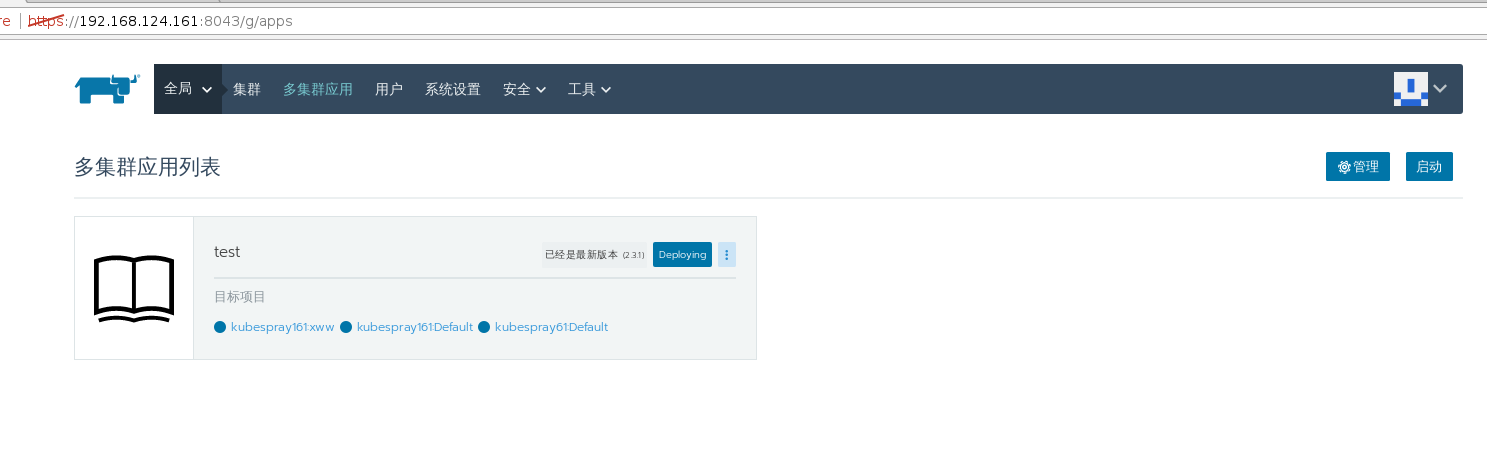 re https://192.168.124.161:8043/g/apps
全局 集群 多集群应用 用户 系统设置 安全 工具
多集群应用列表 管理 启动
test 已经是最新版本 (2.3.1) Deploying
目标项目
kubespray161:xww kubespray161:Default kubespray61:Default